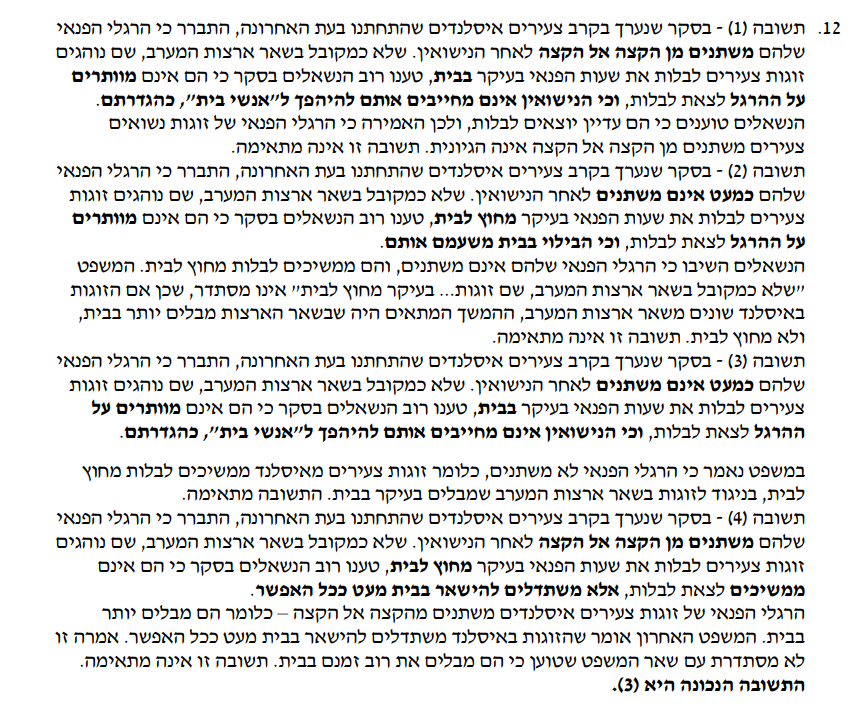 12. תשובה (1) - בסקר שנערך בקרב צעירים איסלנדים שהתחתנו בעת האחרונה, התברר כי הרגלי הפנאי
שלהם משתנים מן הקצה אל הקצה לאחר הנישואין. שלא כמקובל בשאר ארצות המערב, שם נוהגים
זוגות צעירים לבלות את שעות הפנאי בעיקר בבית, טענו רוב הנשאלים בסקר כי הם אינם מוותרים
על ההרגל לצאת לבלות, וכי הנישואין אינם מחייבים אותם להיהפך ל"אנשי בית", כהגדרתם.
הנשאלים טוענים כי הם עדיין יוצאים לבלות, ולכן האמירה כי הרגלי הפנאי של זוגות נשואים
צעירים משתנים מן הקצה אל הקצה אינה הגיונית. תשובה זו אינה מתאימה.
תשובה (2) - בסקר שנערך בקרב צעירים איסלנדים שהתחתנו בעת האחרונה, התברר כי הרגלי הפנאי
שלהם כמעט אינם משתנים לאחר הנישואין. שלא כמקובל בשאר ארצות המערב, שם נוהגים זוגות
צעירים לבלות את שעות הפנאי בעיקר מחוץ לבית, טענו רוב הנשאלים בסקר כי הם אינם מוותרים
על ההרגל לצאת לבלות, וכי הבילוי בבית משעמם אותם.
הנשאלים השיבו כי הרגלי הפנאי שלהם אינם משתנים, והם ממשיכים לבלות מחוץ לבית. המשפט
"שלא כמקובל בשאר ארצות המערב, שם זוגות... בעיקר מחוץ לבית" אינו מסתדר, שכן אם הזוגות
באיסלנד שונים משאר ארצות המערב, ההמשך המתאים היה שבשאר הארצות מבלים יותר בבית,
ולא מחוץ לבית. תשובה זו אינה מתאימה.
תשובה (3) - בסקר שנערך בקרב צעירים איסלנדים שהתחתנו בעת האחרונה, התברר כי הרגלי הפנאי
שלהם כמעט אינם משתנים לאחר הנישואין. שלא כמקובל בשאר ארצות המערב, שם נוהגים זוגות
צעירים לבלות את שעות הפנאי בעיקר בבית, טענו רוב הנשאלים בסקר כי הם אינם מוותרים על
ההרגל לצאת לבלות, וכי הנישואין אינם מחייבים אותם להיהפך ל"אנשי בית", כהגדרתם.
במשפט נאמר כי הרגלי הפנאי לא משתנים, כלומר זוגות צעירים מאיסלנד ממשיכים לבלות מחוץ
לבית, בניגוד לזוגות בשאר ארצות המערב שמבלים בעיקר בבית. התשובה מתאימה.
תשובה (4) - בסקר שנערך בקרב צעירים איסלנדים שהתחתנו בעת האחרונה, התברר כי הרגלי הפנאי
שלהם משתנים מן הקצה אל הקצה לאחר הנישואין. שלא כמקובל בשאר ארצות המערב, שם נוהגים
זוגות צעירים לבלות את שעות הפנאי בעיקר מחוץ לבית, טענו רוב הנשאלים בסקר כי הם אינם
ממשיכים לצאת לבלות, אלא משתדלים להישאר בבית מעט ככל האפשר.
הרגלי הפנאי של זוגות צעירים איסלנדים משתנים מהקצה אל הקצה – כלומר הם מבלים יותר
בבית. המשפט האחרון אומר שהזוגות באיסלנד משתדלים להישאר בבית מעט ככל האפשר. אמרה זו
לא מסתדרת עם שאר המשפט שטוען כי הם מבלים את רוב זמנם בבית. תשובה זו אינה מתאימה.
התשובה הנכונה היא (3).